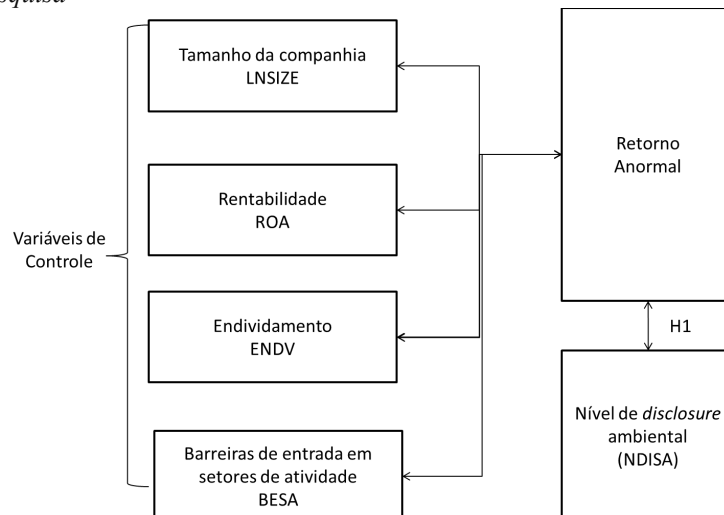 Tamanho da companhia
LNSIZE
Rentabilidade
ROA
Variáveis de
Controle
Endividamento
ENDV
Barreiras de entrada em
setores de atividade
BESA
Retorno
Anormal
H1
Nível de disclosure
ambiental
(NDISA)